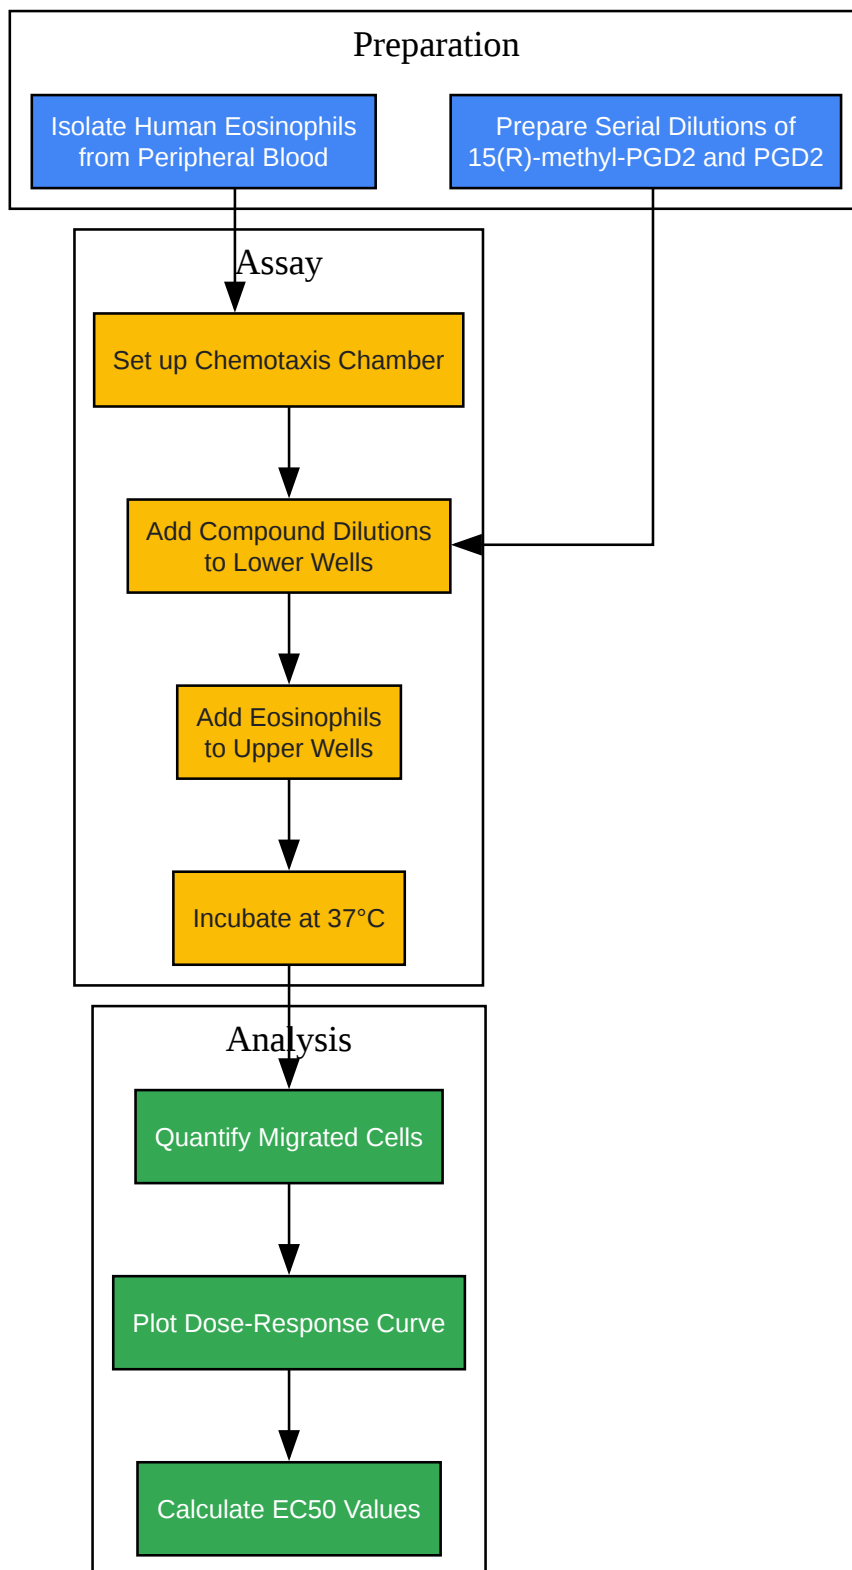 Preparation
Isolate Human Eosinophils
from Peripheral Blood
Prepare Serial Dilutions of
15(R)-methyl-PGD2 and PGD2
Assay
Set up Chemotaxis Chamber
Add Compound Dilutions
to Lower Wells
Add Eosinophils
to Upper Wells
Incubate at 37°C
Analysis
Quantify Migrated Cells
Plot Dose-Response Curve
Calculate EC50 Values